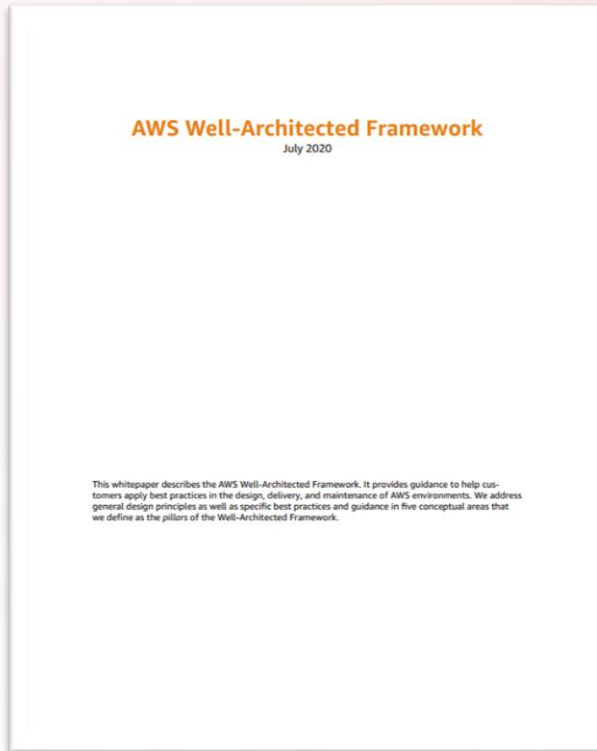 AWS Well-Architected Framework
July 2020
This whitepaper describes the AWS Well-Architected Framework. It provides guidance to help cus-
tomers apply best practices in the design, delivery, and maintenance of AWS environments. We address
general design principles as well as specific best practices and guidance in five conceptual areas that
we define as the pillars of the Well-Architected Framework.